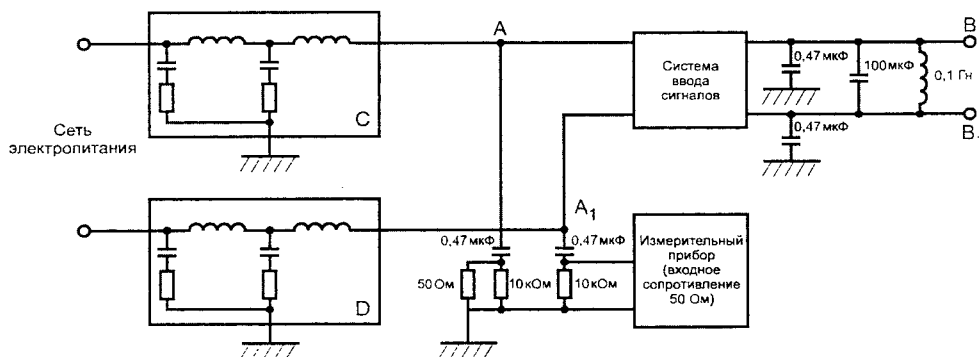 Сеть
электропитания
C
D
A
A1
0,47 мкФ
0,47 мкФ
50 Ом
10 кОм
10 кОм
Система
ввода
сигналов
Измерительный
прибор
(входное
сопротивление
50 Ом)
0,47 мкФ
100 мкФ
0,1 Гн
0,47 мкФ
B
B